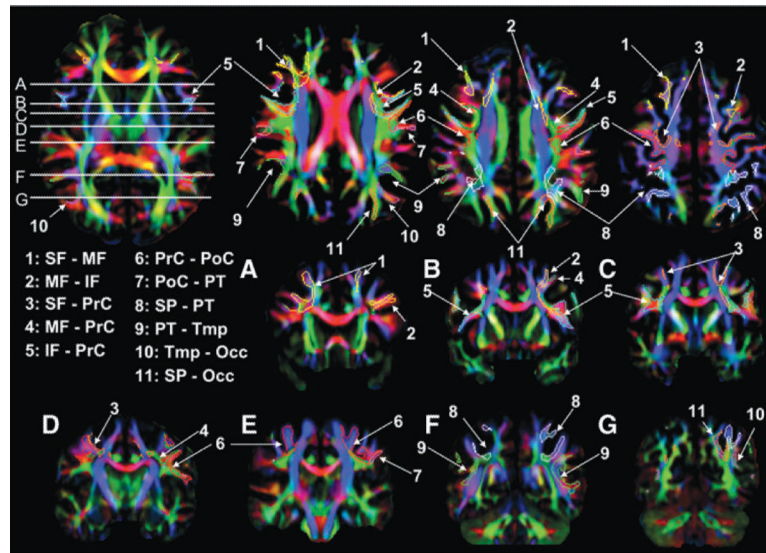 1
2
5
6
7
9
10
11
5
7
9
A
B
C
D
E
F
G
10
1
2
4
4
5
6
8
9
11
1
3
2
6
8
8
1: SF - MF
2: MF - IF
3: SF - PrC
4: MF - PrC
5: IF - PrC
6: PrC - PoC
7: PoC - PT
8: SP - PT
9: PT - Tmp
10: Tmp - Occ
11: SP - Occ
A
1
2
B
2
4
5
5
C
3
D
3
4
6
E
6
7
F
8
8
9
9
G
11
10